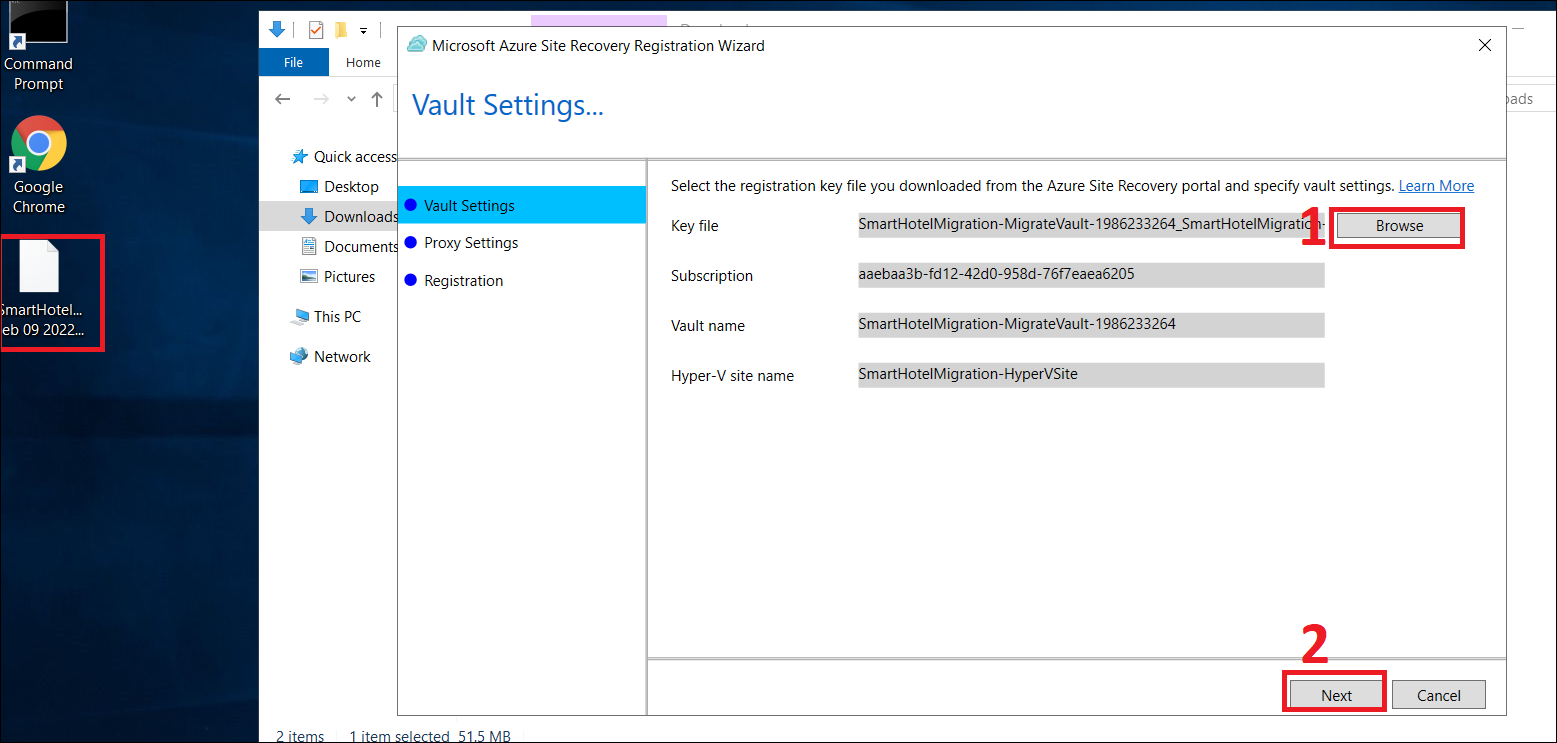 Command
Prompt
Google
Chrome
SmartHotel...
eb 09 2022...
File
Home
Quick access
Desktop
Downloads
Documents
Pictures
This PC
Network
2 items
1 item selected 51.5 MB
Microsoft Azure Site Recovery Registration Wizard
Vault Settings...
Vault Settings
Proxy Settings
Registration
Select the registration key file you downloaded from the Azure Site Recovery portal and specify vault settings. Learn More
Key file
SmartHotelMigration-MigrateVault-1986233264_SmartHotelMigration-
1
Browse
Subscription
aaebaa3b-fd12-42d0-958d-76f7eaea6205
Vault name
SmartHotelMigration-MigrateVault-1986233264
Hyper-V site name
SmartHotelMigration-HyperVSite
2
Next
Cancel